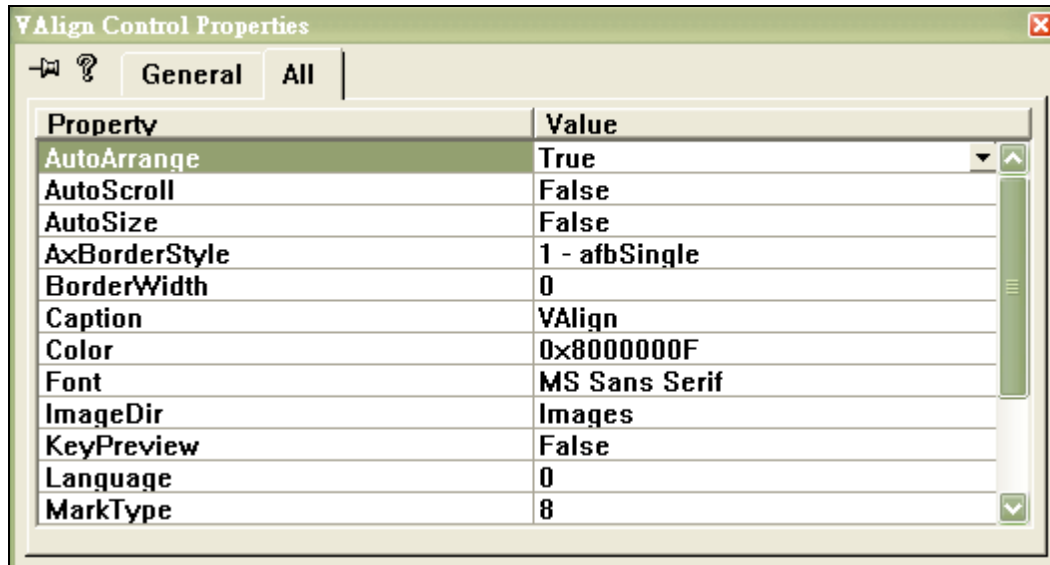 VAlign Control Properties
General All
Property Value
AutoArrange True
AutoScroll False
AutoSize False
AxBorderStyle 1 - afbSingle
BorderWidth 0
Caption VAlign
Color 0x8000000F
Font MS Sans Serif
ImageDir Images
KeyPreview False
Language 0
MarkType 8